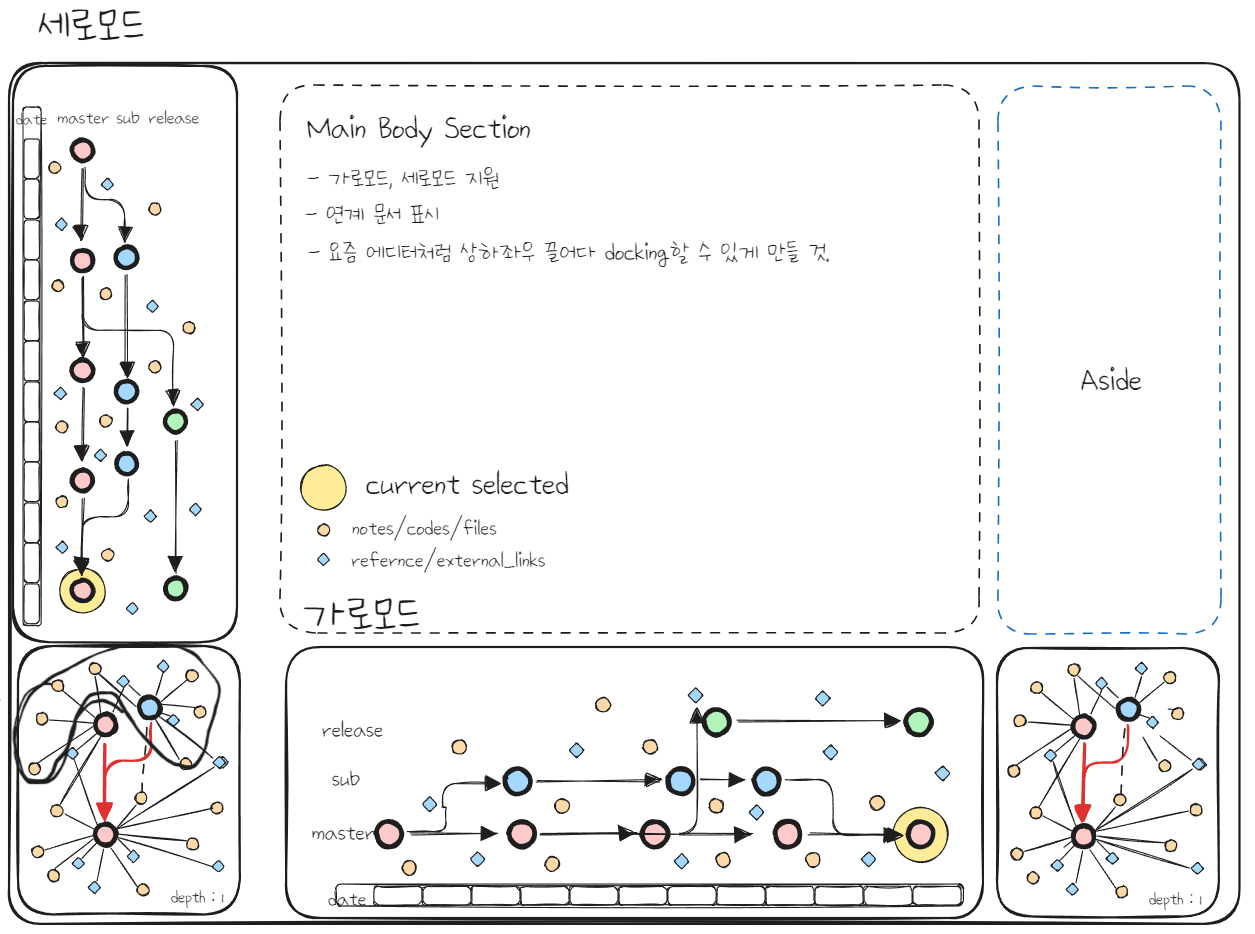 세로모드
date master sub release
Main Body Section
- 가로모드, 세로모드 지원
- 연계 문서 표시
- 요즘 에디터처럼 상하좌우 끌어다 docking할 수 있게 만들 것.
Aside
current selected
notes/codes/files
refernce/external_links
가로모드
release
sub
master
date
depth : 1
depth : 1